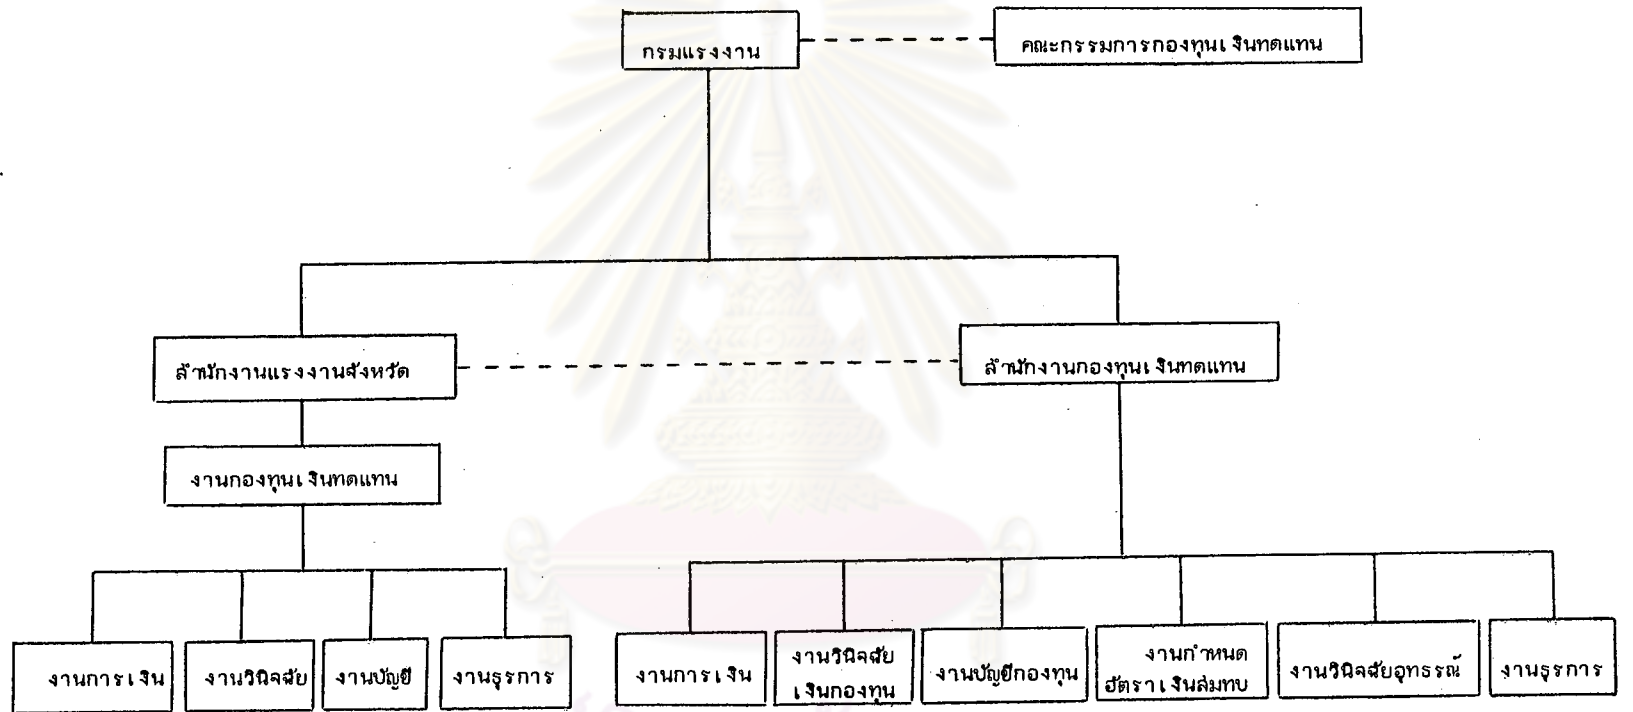 กรมแรงงาน
คณะกรรมการกองทุนเงินทดแทน
สำนักงานแรงงานจังหวัด
สำนักงานกองทุนเงินทดแทน
งานกองทุนเงินทดแทน
งานการเงิน
งานวินิจฉัย
งานบัญชี
งานธุรการ
งานการเงิน
งานวินิจฉัย
เงินกองทุน
งานบัญชีกองทุน
งานกำหนด
อัตราเงินสมทบ
งานวินิจฉัยอุทธรณ์
งานธุรการ